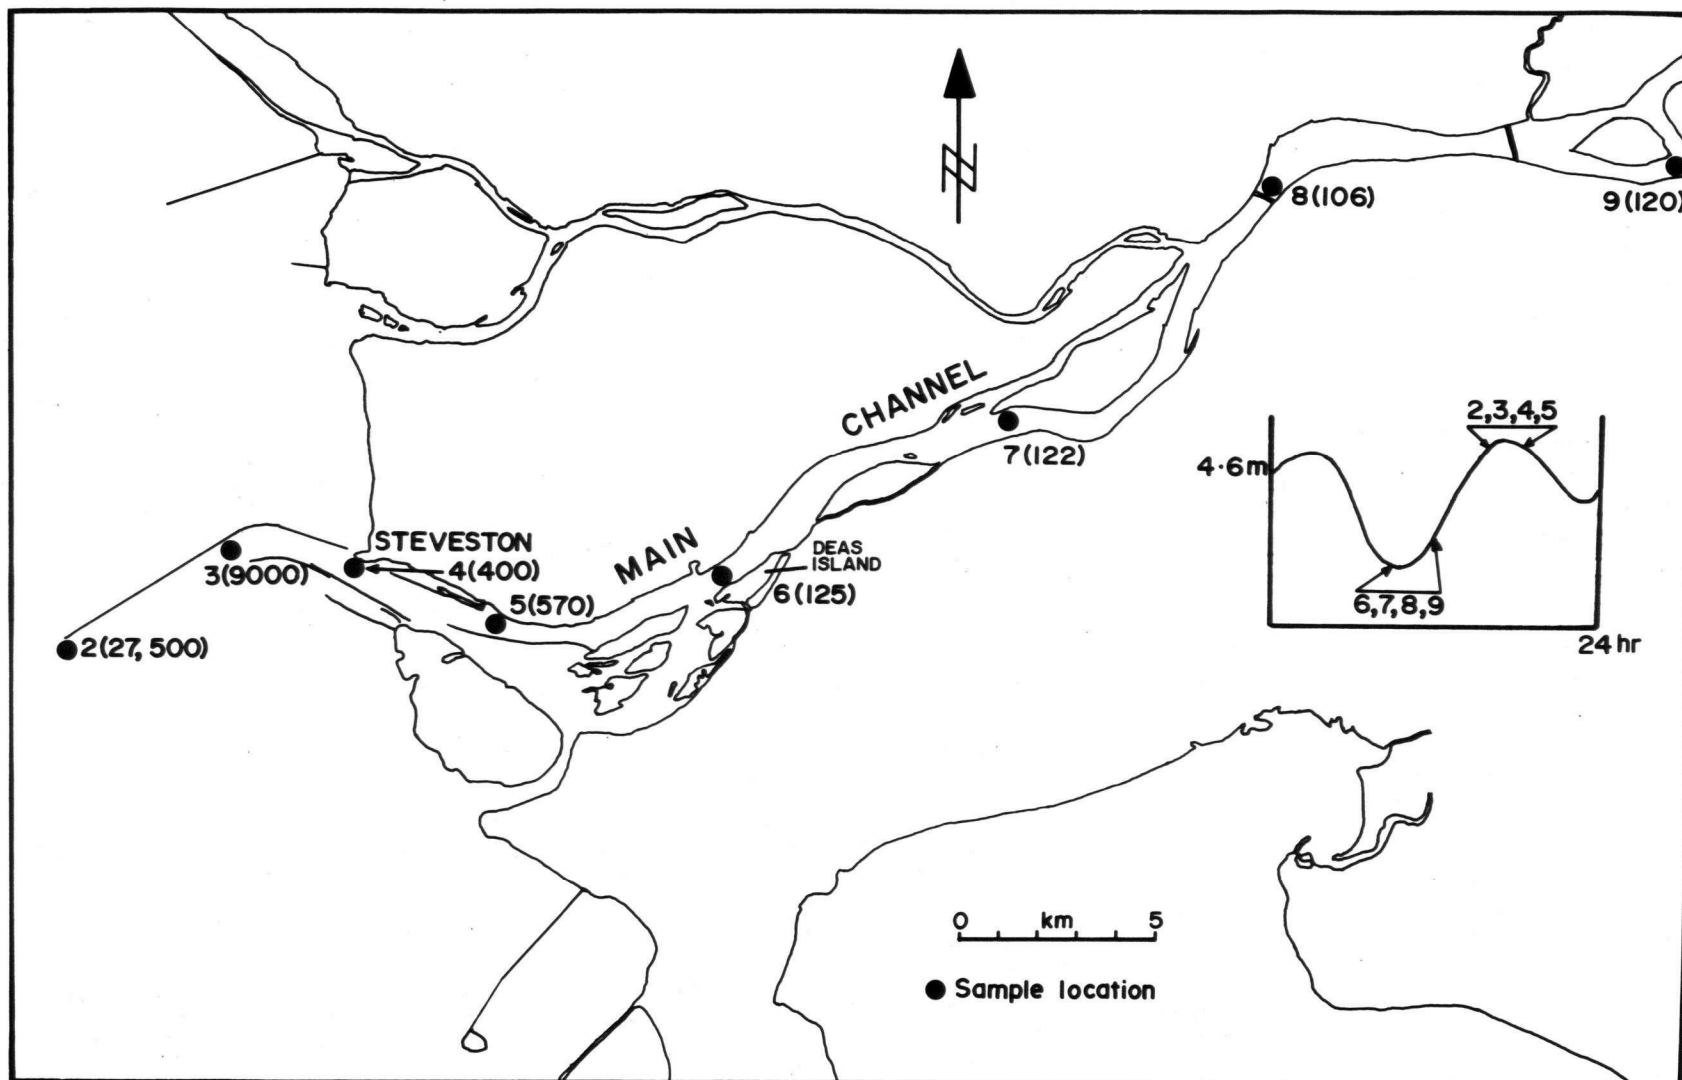 N
8(106)
9(120)
CHANNEL
2,3,4,5
7(122)
4·6m
STEVESTON
MAIN
DEAS
ISLAND
3(9000)
4(400)
5(570)
6(125)
6,7,8,9
2(27,500)
24 hr
0 km 5
Sample location